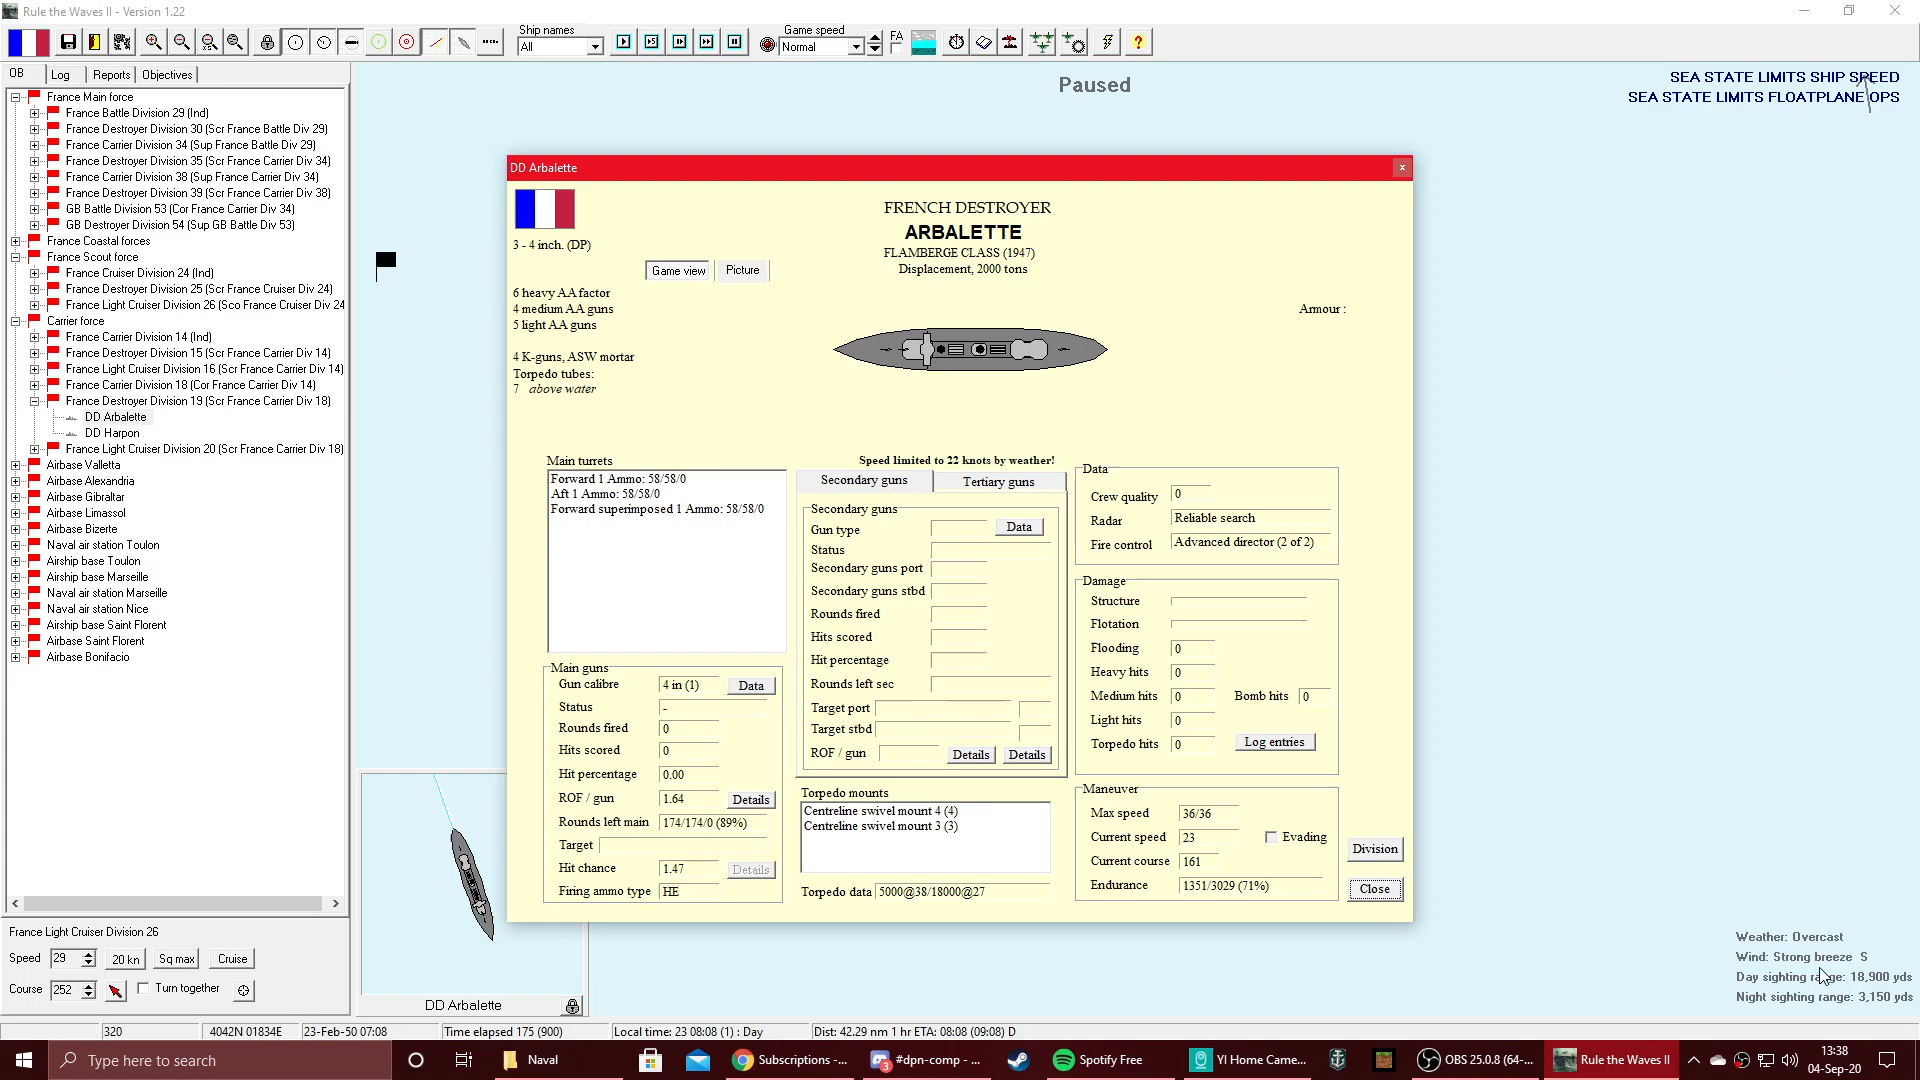 Rule the Waves II - Version 1.22
Ship names
All
Game speed
Normal
FA
OB
Log
Reports
Objectives
France Main force
France Battle Division 29 (Ind)
France Destroyer Division 30 (Scr France Battle Div 29)
France Carrier Division 34 (Sup France Battle Div 29)
France Destroyer Division 35 (Scr France Carrier Div 34)
France Carrier Division 38 (Sup France Carrier Div 34)
France Destroyer Division 39 (Scr France Carrier Div 38)
GB Battle Division 53 (Cor France Carrier Div 34)
GB Destroyer Division 54 (Sup GB Battle Div 53)
France Coastal forces
France Scout force
France Cruiser Division 24 (Ind)
France Destroyer Division 25 (Scr France Cruiser Div 24)
France Light Cruiser Division 26 (Sco France Cruiser Div 24
Carrier force
France Carrier Division 14 (Ind)
France Destroyer Division 15 (Scr France Carrier Div 14)
France Light Cruiser Division 16 (Scr France Carrier Div 14)
France Carrier Division 18 (Cor France Carrier Div 14)
France Destroyer Division 19 (Scr France Carrier Div 18)
DD Arbalette
DD Harpon
France Light Cruiser Division 20 (Scr France Carrier Div 18)
Airbase Valletta
Airbase Alexandria
Airbase Gibraltar
Airbase Limassol
Airbase Bizerte
Naval air station Toulon
Airship base Toulon
Airship base Marseille
Naval air station Marseille
Naval air station Nice
Airship base Saint Florent
Airbase Saint Florent
Airbase Bonifacio
France Light Cruiser Division 26
Speed 29 20 kn Sq max Cruise
Course 252 Turn together
Paused
SEA STATE LIMITS SHIP SPEED
SEA STATE LIMITS FLOATPLANE OPS
DD Arbalette
FRENCH DESTROYER
ARBALETTE
FLAMBERGE CLASS (1947)
Displacement, 2000 tons
3 - 4 inch. (DP)
Game view
Picture
6 heavy AA factor
4 medium AA guns
5 light AA guns
Armour :
4 K-guns, ASW mortar
Torpedo tubes:
7 above water
Main turrets
Forward 1 Ammo: 58/58/0
Aft 1 Ammo: 58/58/0
Forward superimposed 1 Ammo: 58/58/0
Main guns
Gun calibre 4 in (1) Data
Status -
Rounds fired 0
Hits scored 0
Hit percentage 0.00
ROF / gun 1.64 Details
Rounds left main 174/174/0 (89%)
Target
Hit chance 1.47 Details
Firing ammo type HE
Speed limited to 22 knots by weather!
Secondary guns
Tertiary guns
Secondary guns
Gun type Data
Status
Secondary guns port
Secondary guns stbd
Rounds fired
Hits scored
Hit percentage
Rounds left sec
Target port
Target stbd
ROF / gun Details Details
Torpedo mounts
Centreline swivel mount 4 (4)
Centreline swivel mount 3 (3)
Torpedo data 5000@38/18000@27
Data
Crew quality 0
Radar Reliable search
Fire control Advanced director (2 of 2)
Damage
Structure
Flotation
Flooding 0
Heavy hits 0
Medium hits 0 Bomb hits 0
Light hits 0
Torpedo hits 0 Log entries
Maneuver
Max speed 36/36
Current speed 23 Evading
Current course 161
Endurance 1351/3029 (71%)
Division
Close
DD Arbalette
Weather: Overcast
Wind: Strong breeze S
Day sighting range: 18,900 yds
Night sighting range: 3,150 yds
320
4042N 01834E
23-Feb-50 07:08
Time elapsed 175 (900)
Local time: 23 08:08 (1) : Day
Dist: 42.29 nm 1 hr ETA: 08:08 (09:08) D
Type here to search
Naval
Subscriptions -...
3
#dpn-comp - ...
Spotify Free
YI Home Came...
OBS 25.0.8 (64-...
Rule the Waves II
13:38
04-Sep-20